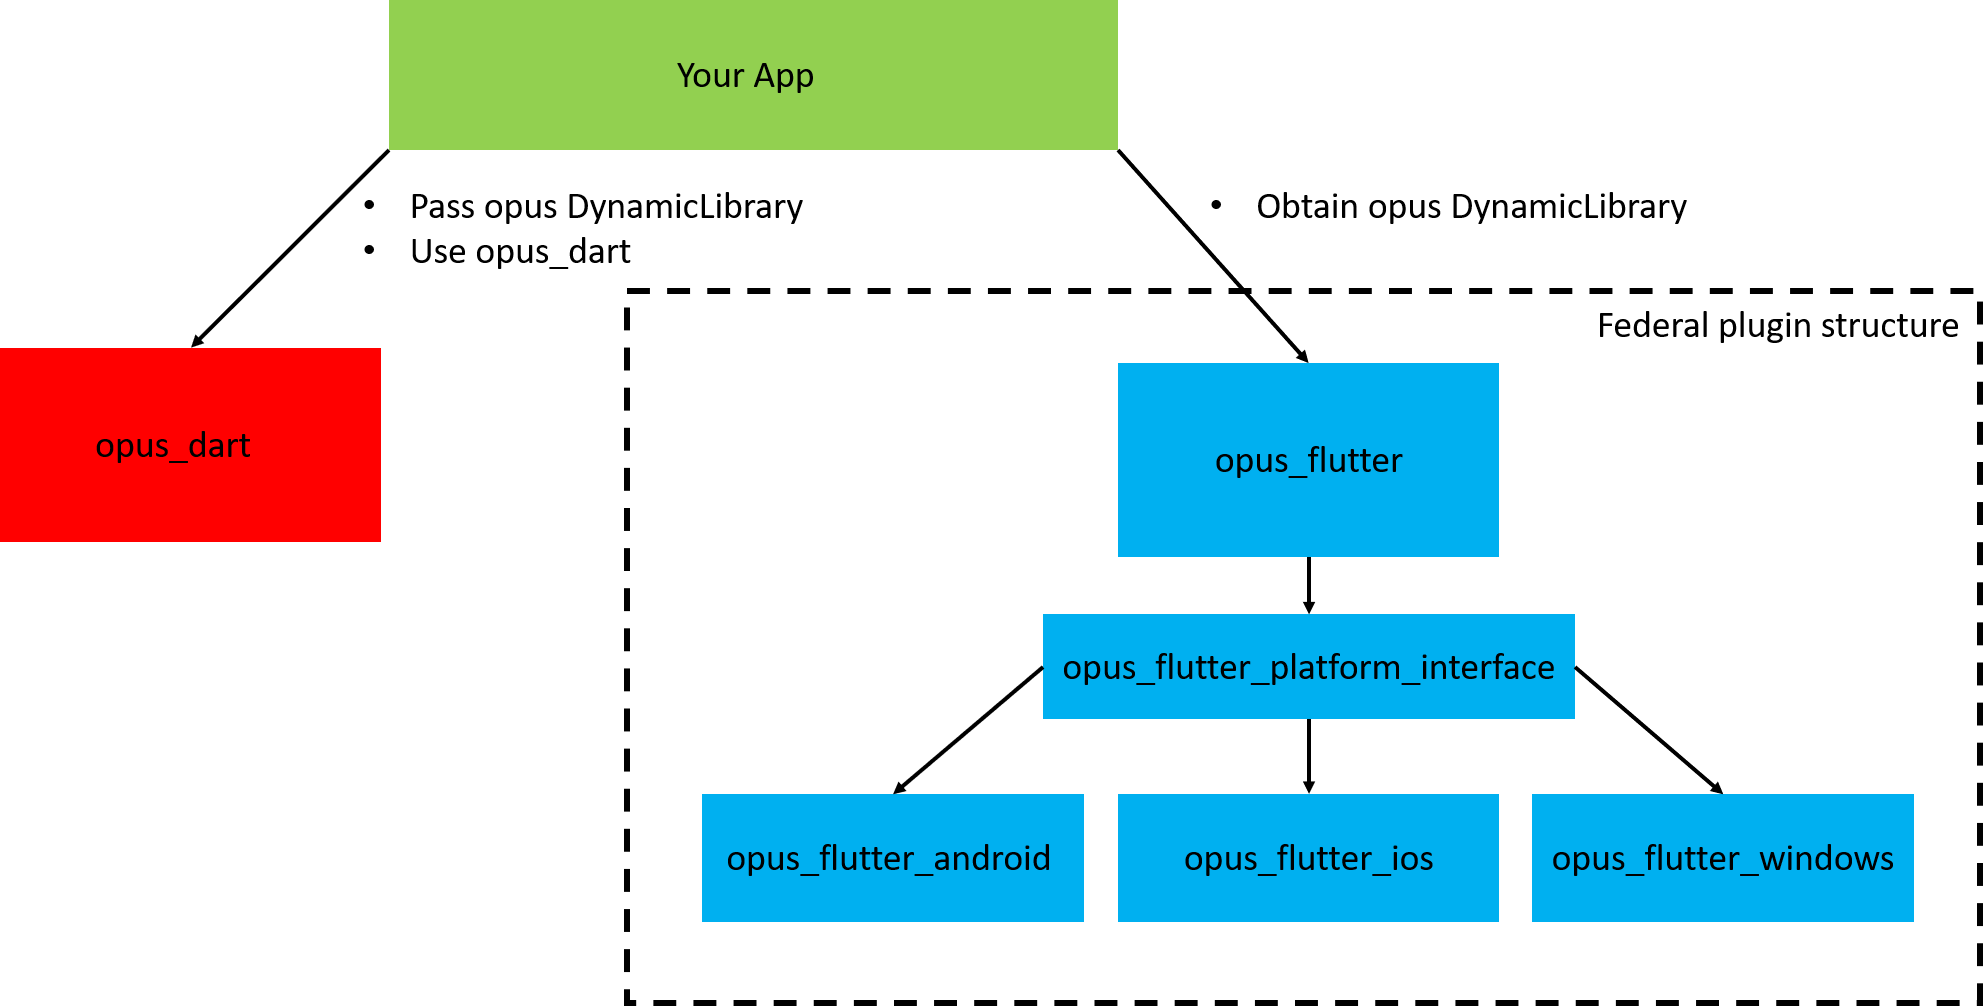 Your App
• Pass opus DynamicLibrary
• Use opus_dart
• Obtain opus DynamicLibrary
Federal plugin structure
opus_dart
opus_flutter
opus_flutter_platform_interface
opus_flutter_android
opus_flutter_ios
opus_flutter_windows